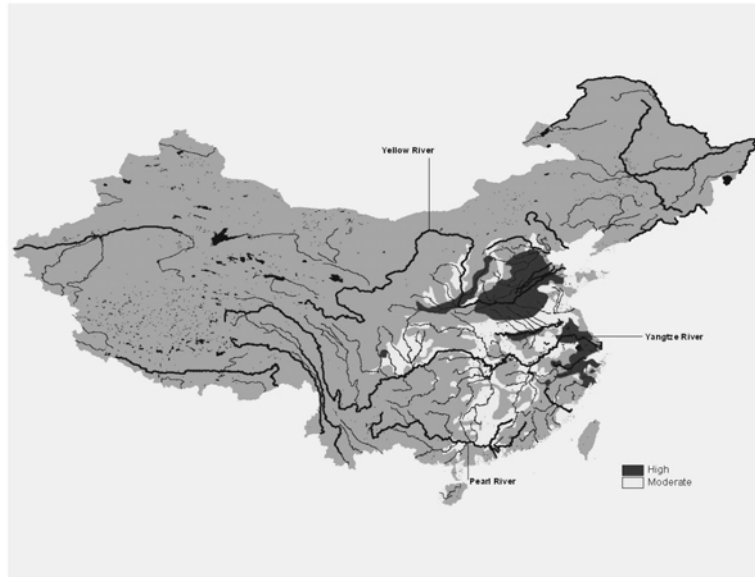 Yellow River
Yangtze River
High
Moderate
Pearl River